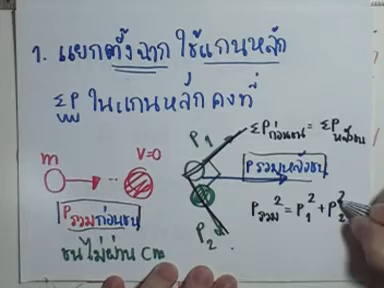 1. แยกตั้งฉาก ใช้แกนหลัก
ΣP ในแกนหลัก คงที่
P₁
ΣPก่อนชน = ΣPหลังชน
m
V=0
Pรวมหลังชน
Pรวมก่อนชน
Pรวม² = P₁² + P₂²
P₂
ชนไม่ผ่าน Cm